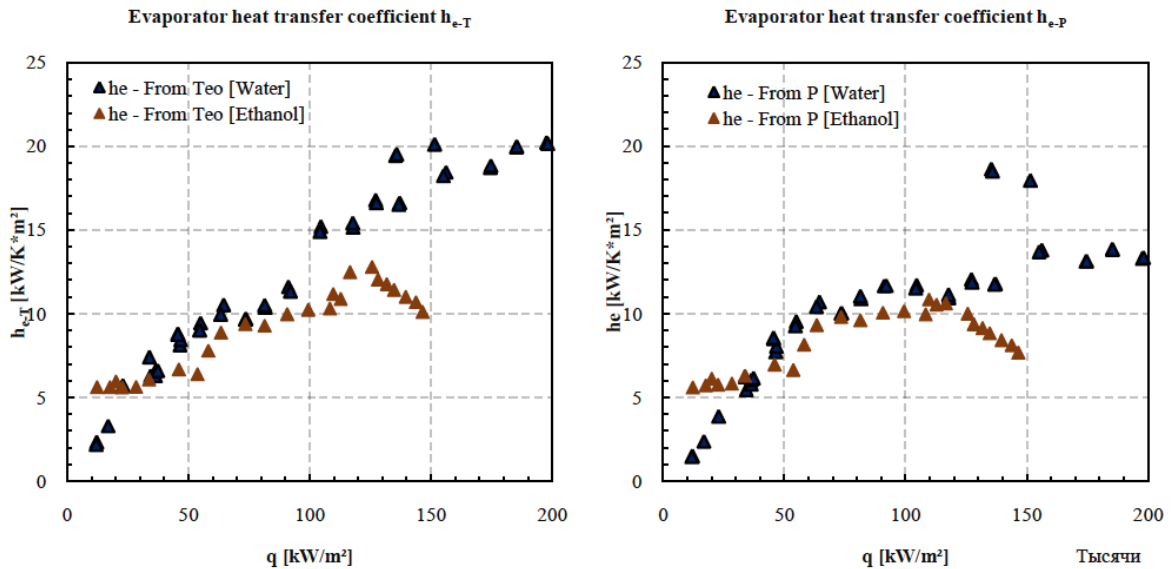 Evaporator heat transfer coefficient he-T
25
20
15
10
5
0
he-T [kW/K*m²]
he - From Teo [Water]
he - From Teo [Ethanol]
0 50 100 150 200
q [kW/m²]
Evaporator heat transfer coefficient he-P
25
20
15
10
5
0
he [kW/K*m²]
he - From P [Water]
he - From P [Ethanol]
0 50 100 150 200
q [kW/m²]
Тысячи